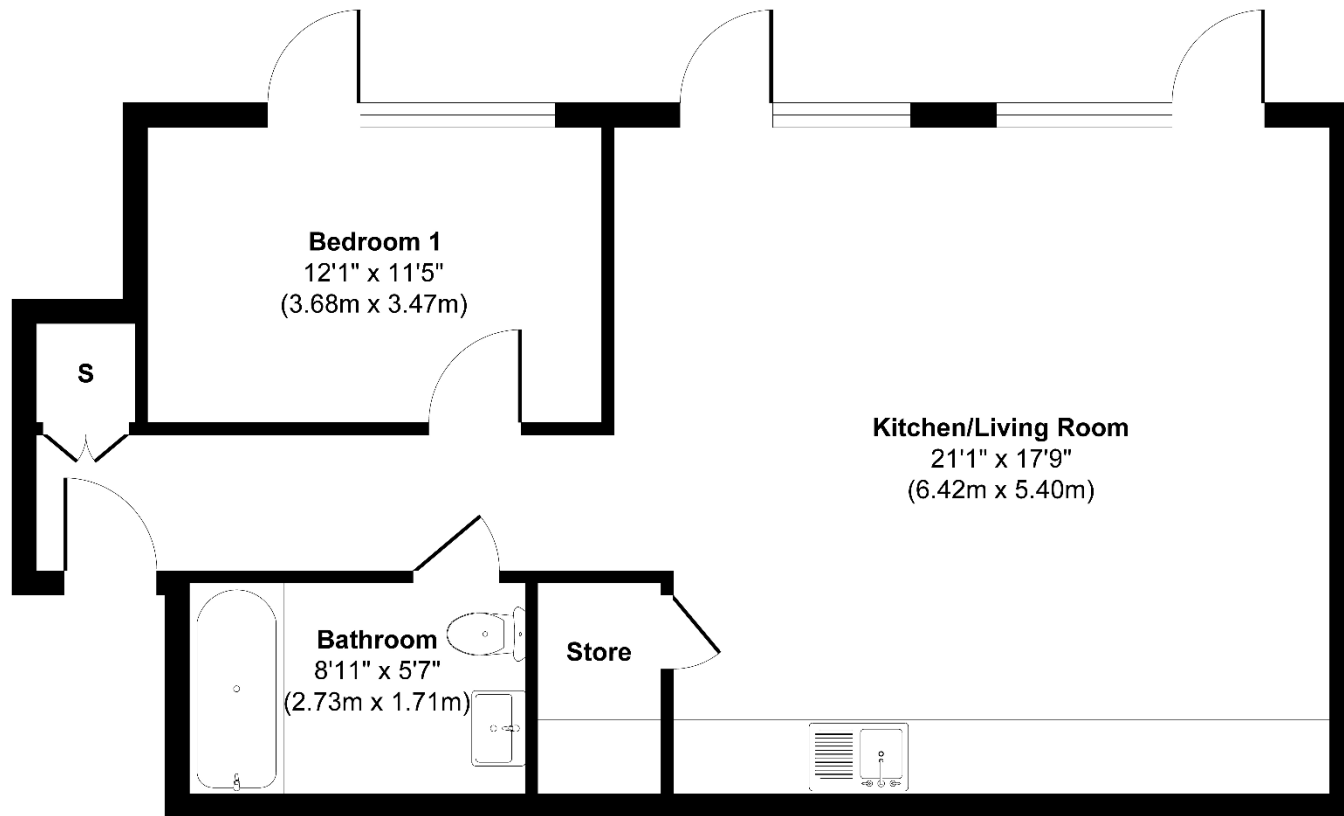 Bedroom 1
12'1" x 11'5"
(3.68m x 3.47m)
S
Kitchen/Living Room
21'1" x 17'9"
(6.42m x 5.40m)
Bathroom
8'11" x 5'7"
(2.73m x 1.71m)
Store